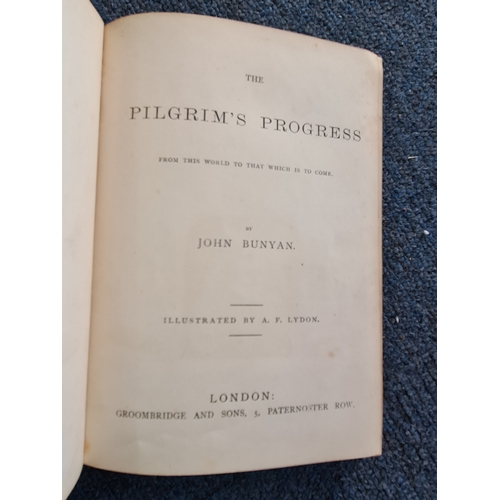 THE
PILGRIM'S PROGRESS
FROM THIS WORLD TO THAT WHICH IS TO COME.
BY
JOHN BUNYAN.
ILLUSTRATED BY A. F. LYDON.
LONDON:
GROOMBRIDGE AND SONS, 5, PATERNOSTER ROW.